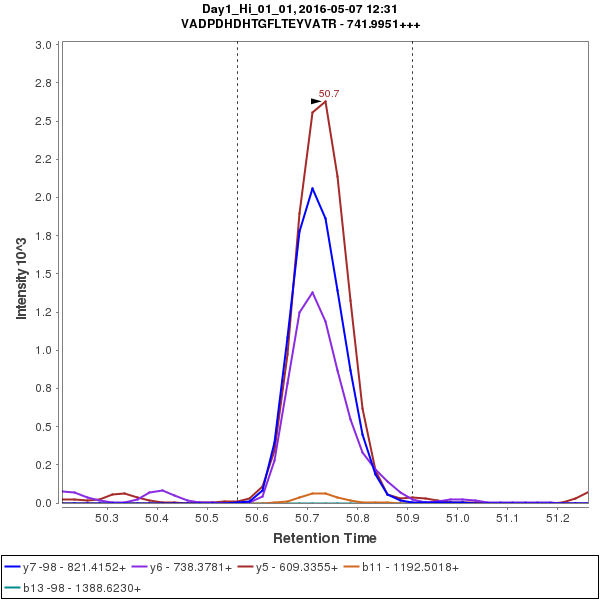 Day1_Hi_01_01, 2016-05-07 12:31
VADPDHDHTGFLTEYVATR - 741.9951+++
3.0
2.8
2.5
2.2
2.0
1.8
1.5
1.2
1.0
0.8
0.5
0.2
0.0
Intensity 10^3
50.7
50.3 50.4 50.5 50.6 50.7 50.8 50.9 51.0 51.1 51.2
Retention Time
y7 -98 - 821.4152+ y6 - 738.3781+ y5 - 609.3355+ b11 - 1192.5018+
b13 -98 - 1388.6230+